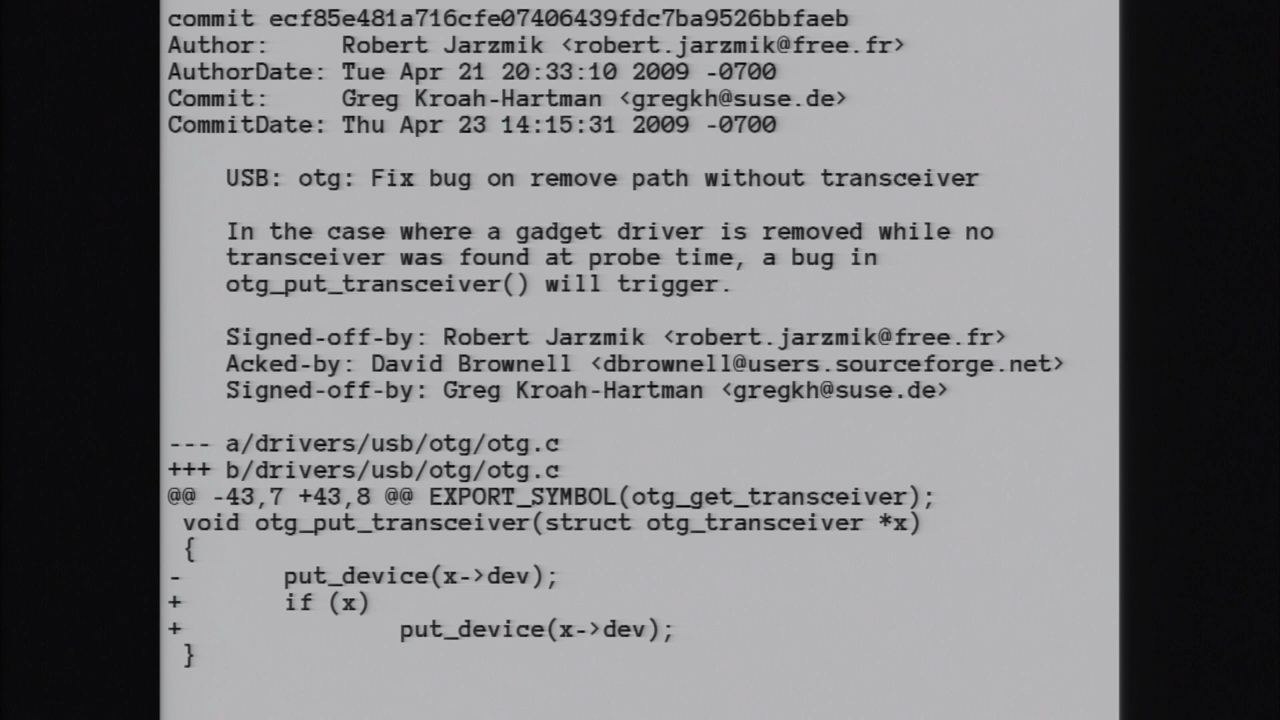 commit ecf85e481a716cfe07406439fdc7ba9526bbfaeb
Author:     Robert Jarzmik <robert.jarzmik@free.fr>
AuthorDate: Tue Apr 21 20:33:10 2009 -0700
Commit:     Greg Kroah-Hartman <gregkh@suse.de>
CommitDate: Thu Apr 23 14:15:31 2009 -0700

    USB: otg: Fix bug on remove path without transceiver

    In the case where a gadget driver is removed while no
    transceiver was found at probe time, a bug in
    otg_put_transceiver() will trigger.

    Signed-off-by: Robert Jarzmik <robert.jarzmik@free.fr>
    Acked-by: David Brownell <dbrownell@users.sourceforge.net>
    Signed-off-by: Greg Kroah-Hartman <gregkh@suse.de>

--- a/drivers/usb/otg/otg.c
+++ b/drivers/usb/otg/otg.c
@@ -43,7 +43,8 @@ EXPORT_SYMBOL(otg_get_transceiver);
 void otg_put_transceiver(struct otg_transceiver *x)
 {
-       put_device(x->dev);
+       if (x)
+               put_device(x->dev);
 }